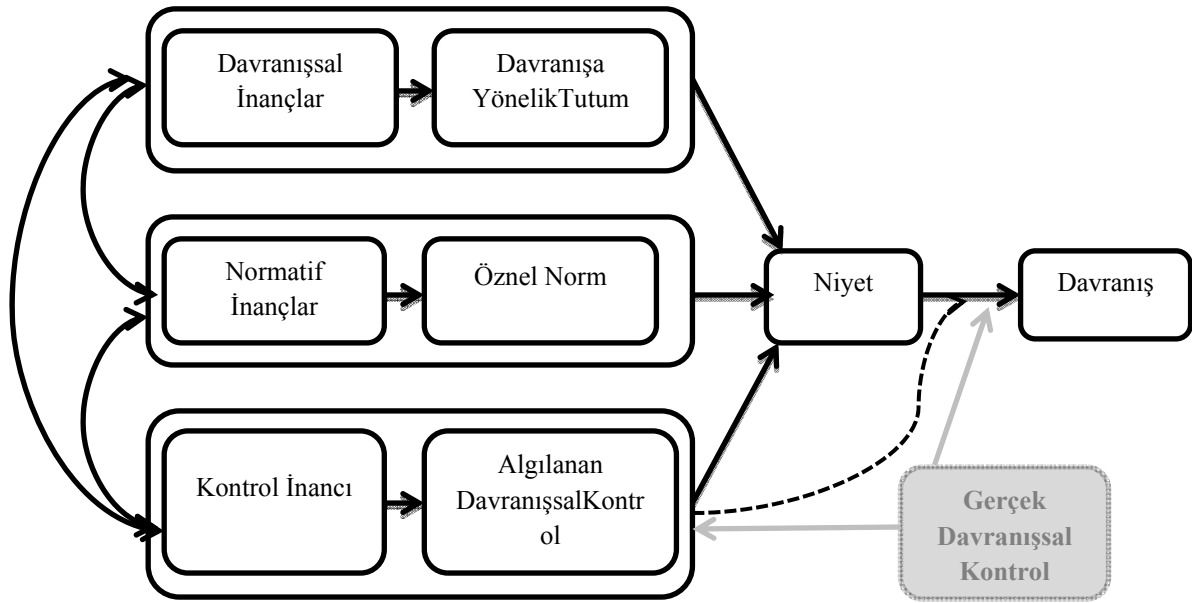 Davranışsal
İnançlar
Davranışa
YönelikTutum
Normatif
İnançlar
Öznel Norm
Niyet
Davranış
Kontrol İnancı
Algılanan
DavranışsalKontr
ol
Gerçek
Davranışsal
Kontrol